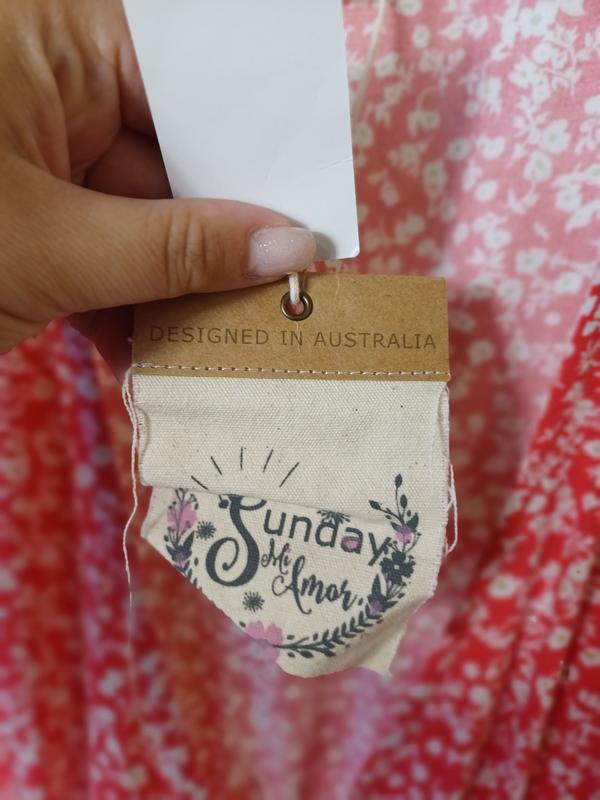 DESIGNED IN AUSTRALIA
Sunday
Mi
Amor